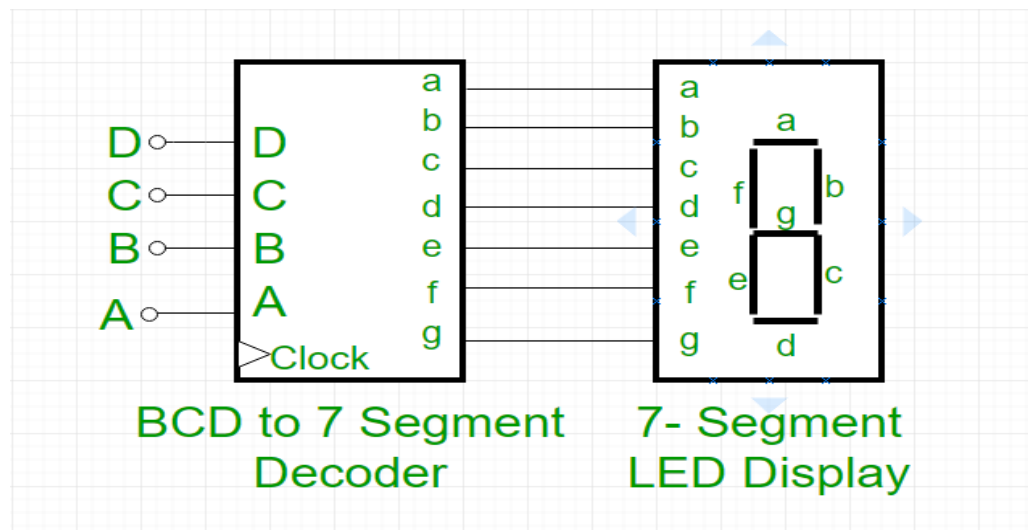 D
C
B
A
D
C
B
A
Clock
a
b
c
d
e
f
g
a
b
c
d
e
f
g
a
f
b
g
e
c
d
BCD to 7 Segment
Decoder
7- Segment
LED Display